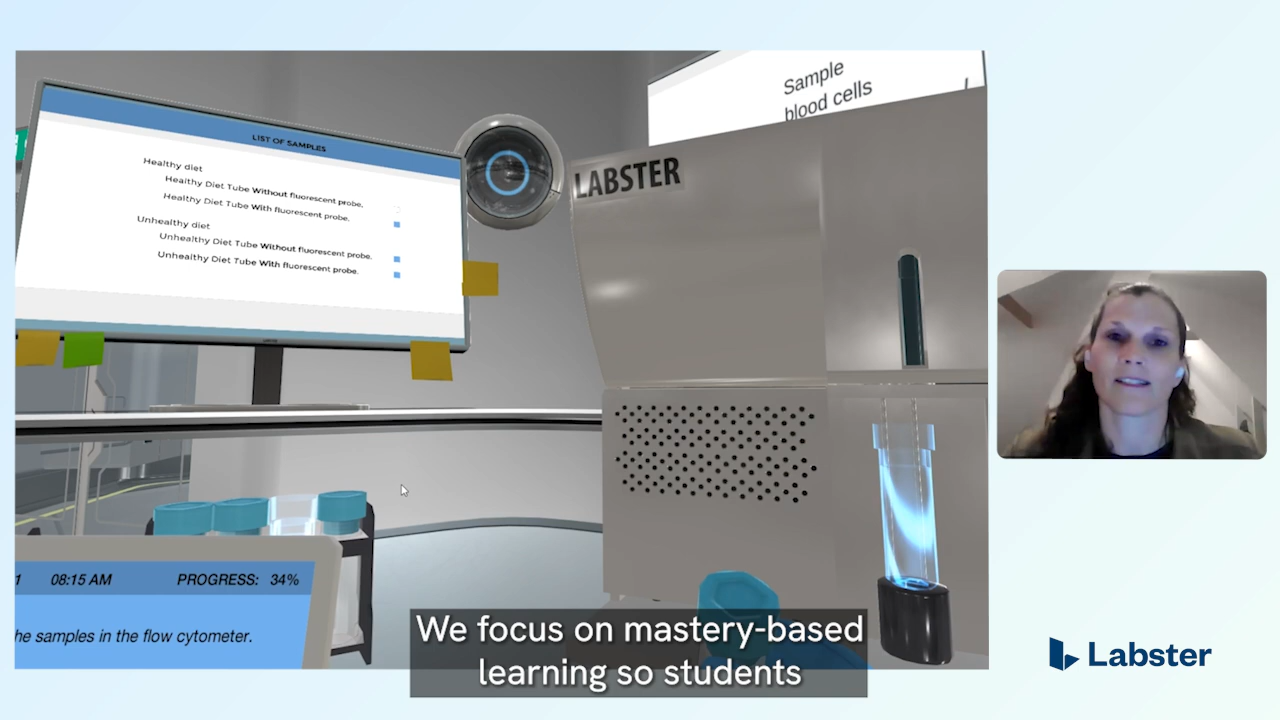 LIST OF SAMPLES
Healthy diet
Healthy Diet Tube Without fluorescent probe.
Healthy Diet Tube With fluorescent probe.
Unhealthy diet
Unhealthy Diet Tube Without fluorescent probe.
Unhealthy Diet Tube With fluorescent probe.
Sample
blood cells
LABSTER
1 08:15 AM PROGRESS: 34%
he samples in the flow cytometer.
We focus on mastery-based
learning so students
Labster